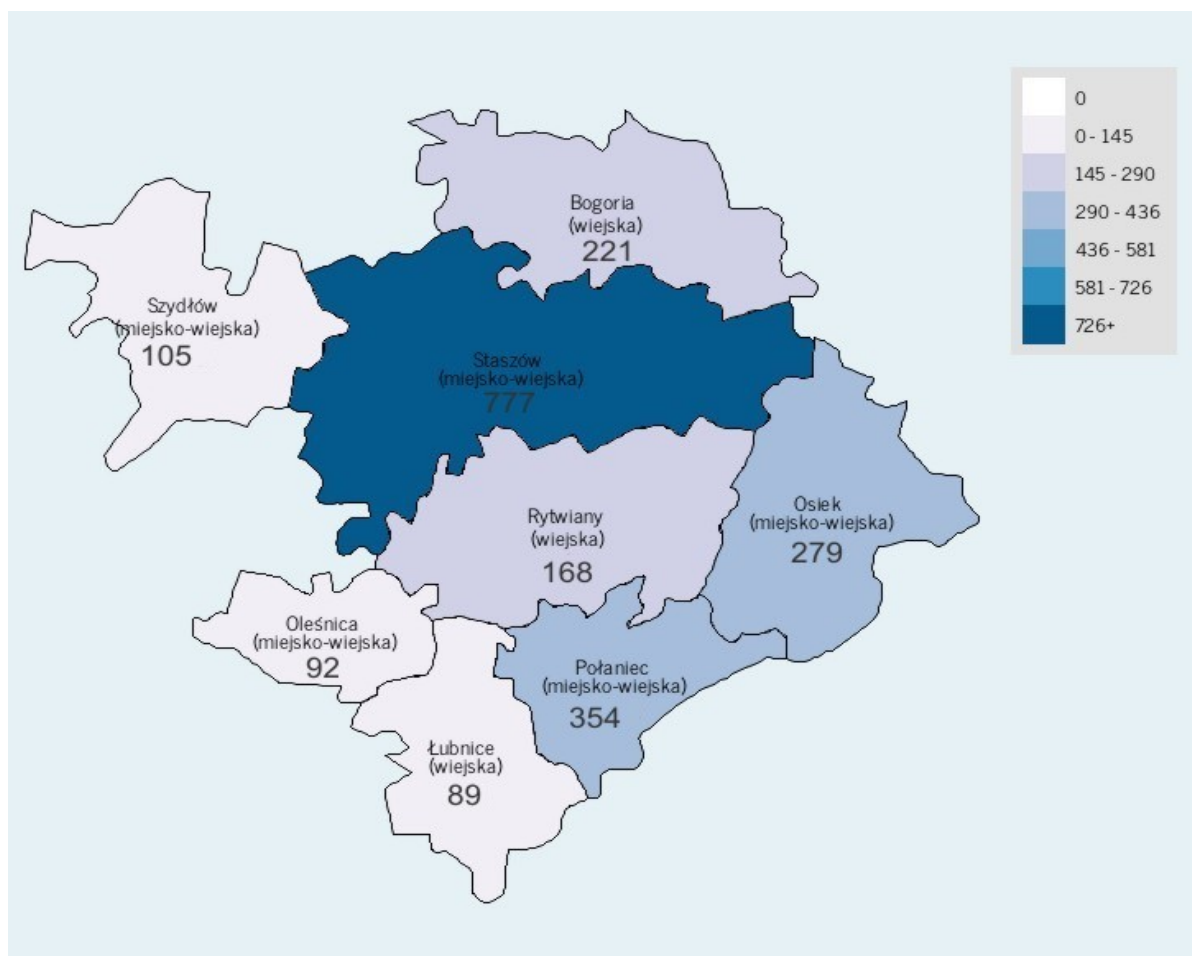 0
0 - 145
145 - 290
290 - 436
436 - 581
581 - 726
726+
Bogoria
(wiejska)
221
Szydłów
(miejsko-wiejska)
105
Staszów
(miejsko-wiejska)
777
Osiek
(miejsko-wiejska)
279
Rytwiany
(wiejska)
168
Oleśnica
(miejsko-wiejska)
92
Połaniec
(miejsko-wiejska)
354
Łubnice
(wiejska)
89